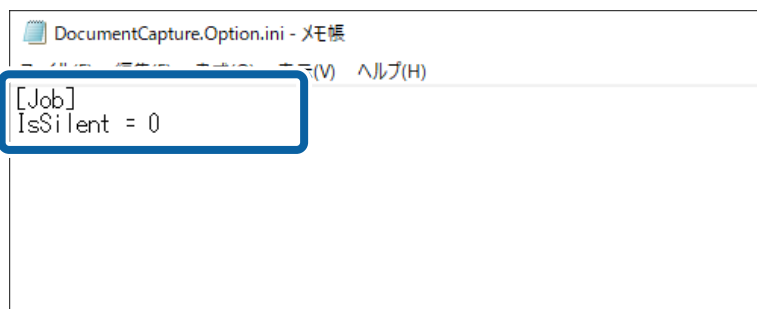 DocumentCapture.Option.ini - メモ帳
(V) ヘルプ(H)
[Job]
IsSilent = 0